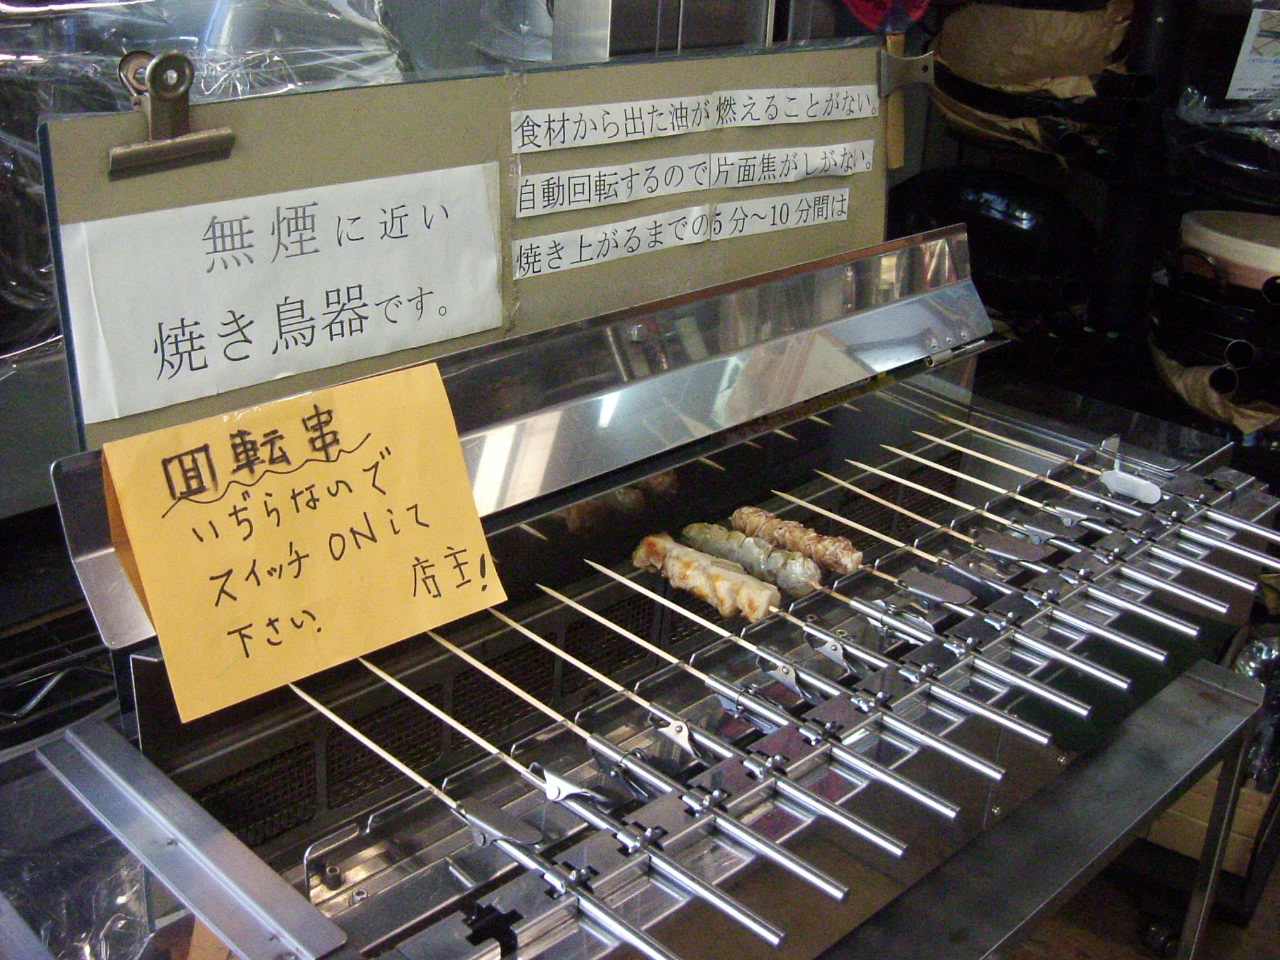 無煙に近い
焼き鳥器です。
食材から出た油が燃えることがない。
自動回転するので片面焦がしがない。
焼き上がるまでの5分～10分間は
回転串
いぢらないで
スイッチONして
下さい.
店主!